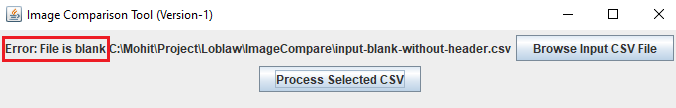 Image Comparison Tool (Version-1)
Error: File is blank C:\Mohit\Project\Loblaw\ImageCompare\input-blank-without-header.csv Browse Input CSV File
Process Selected CSV